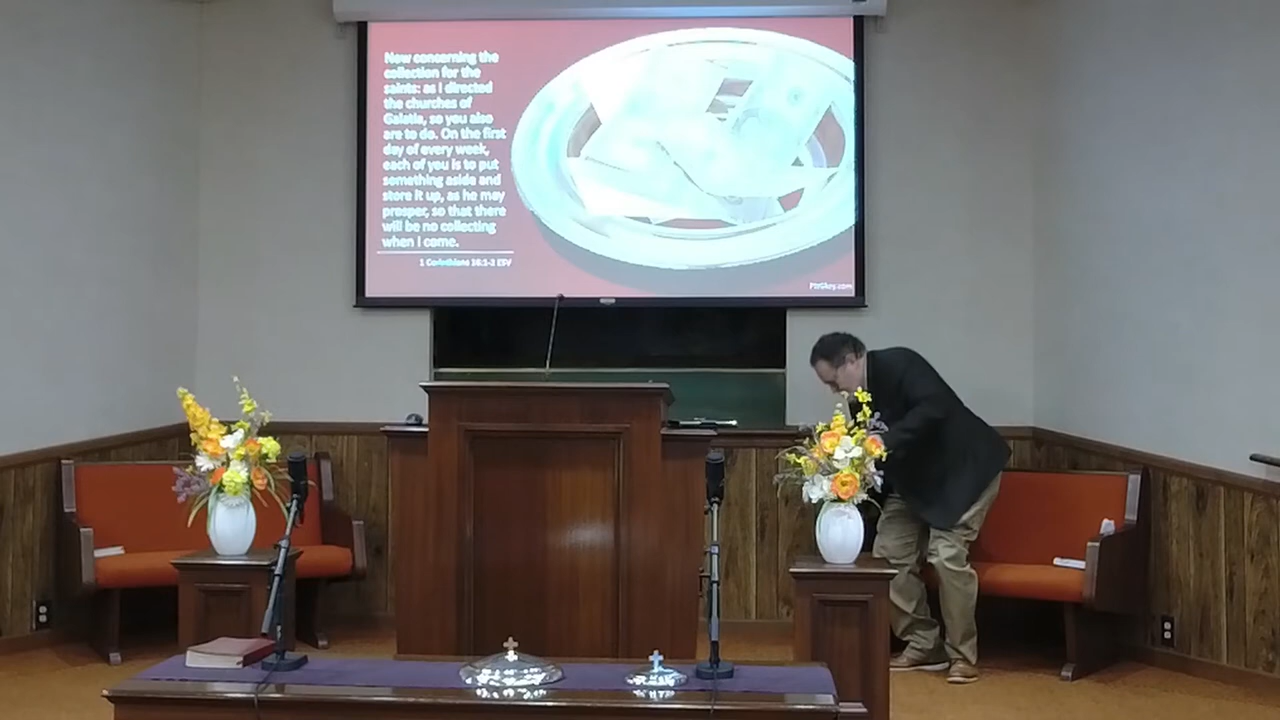 Now concerning the
collection for the
saints: as I directed
the churches of
Galatia, so you also
are to do. On the first
day of every week,
each of you is to put
something aside and
store it up, as he may
prosper, so that there
will be no collecting
when I come.
1 Corinthians 16:1-2 ESV